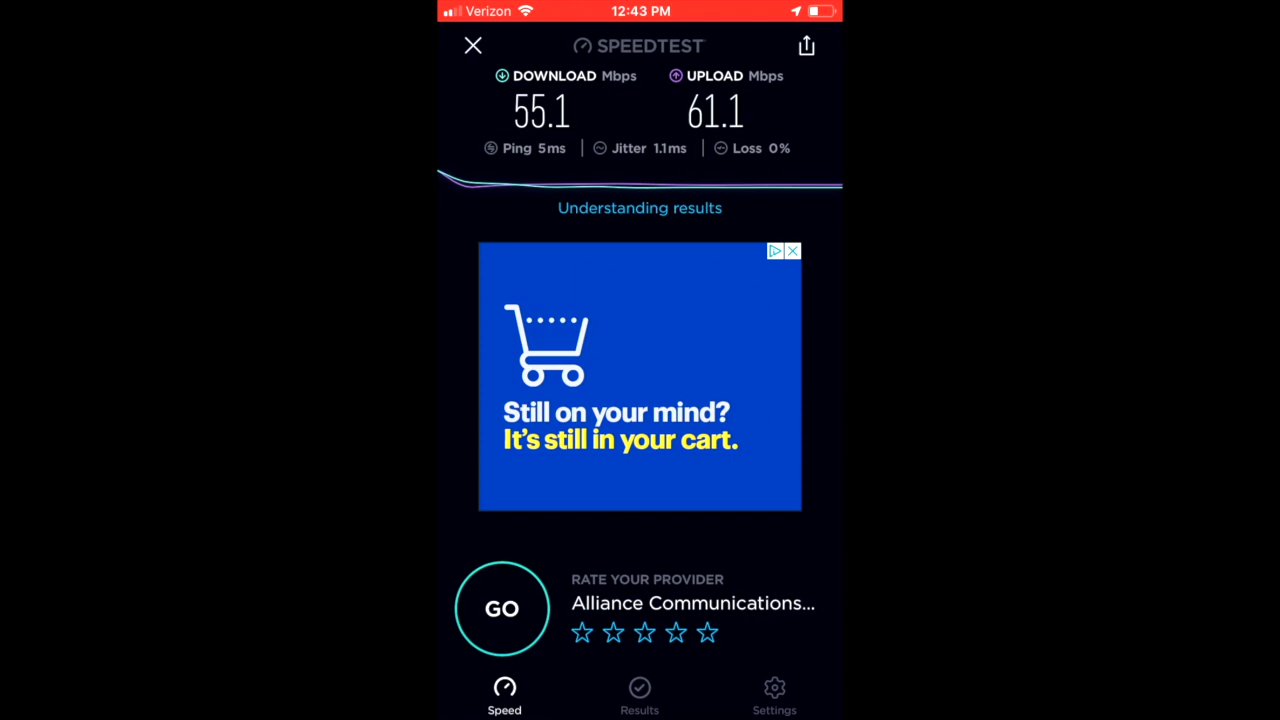 Verizon 12:43 PM
SPEEDTEST
DOWNLOAD Mbps UPLOAD Mbps
55.1 61.1
Ping 5ms Jitter 1.1ms Loss 0%
Understanding results
Still on your mind?
It's still in your cart.
RATE YOUR PROVIDER
Alliance Communications...
GO
Speed Results Settings